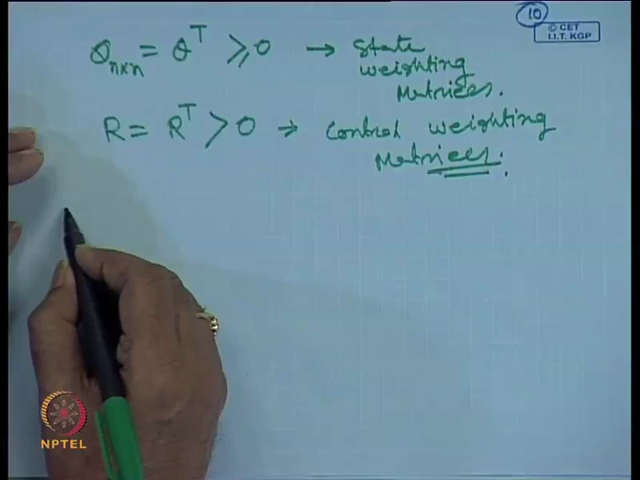 10
© CET
I.I.T. KGP
Q_{n×n} = Q^T ≥ 0 → State
weighting
Matrices.
R = R^T > 0 → Control weighting
Matrices.
NPTEL